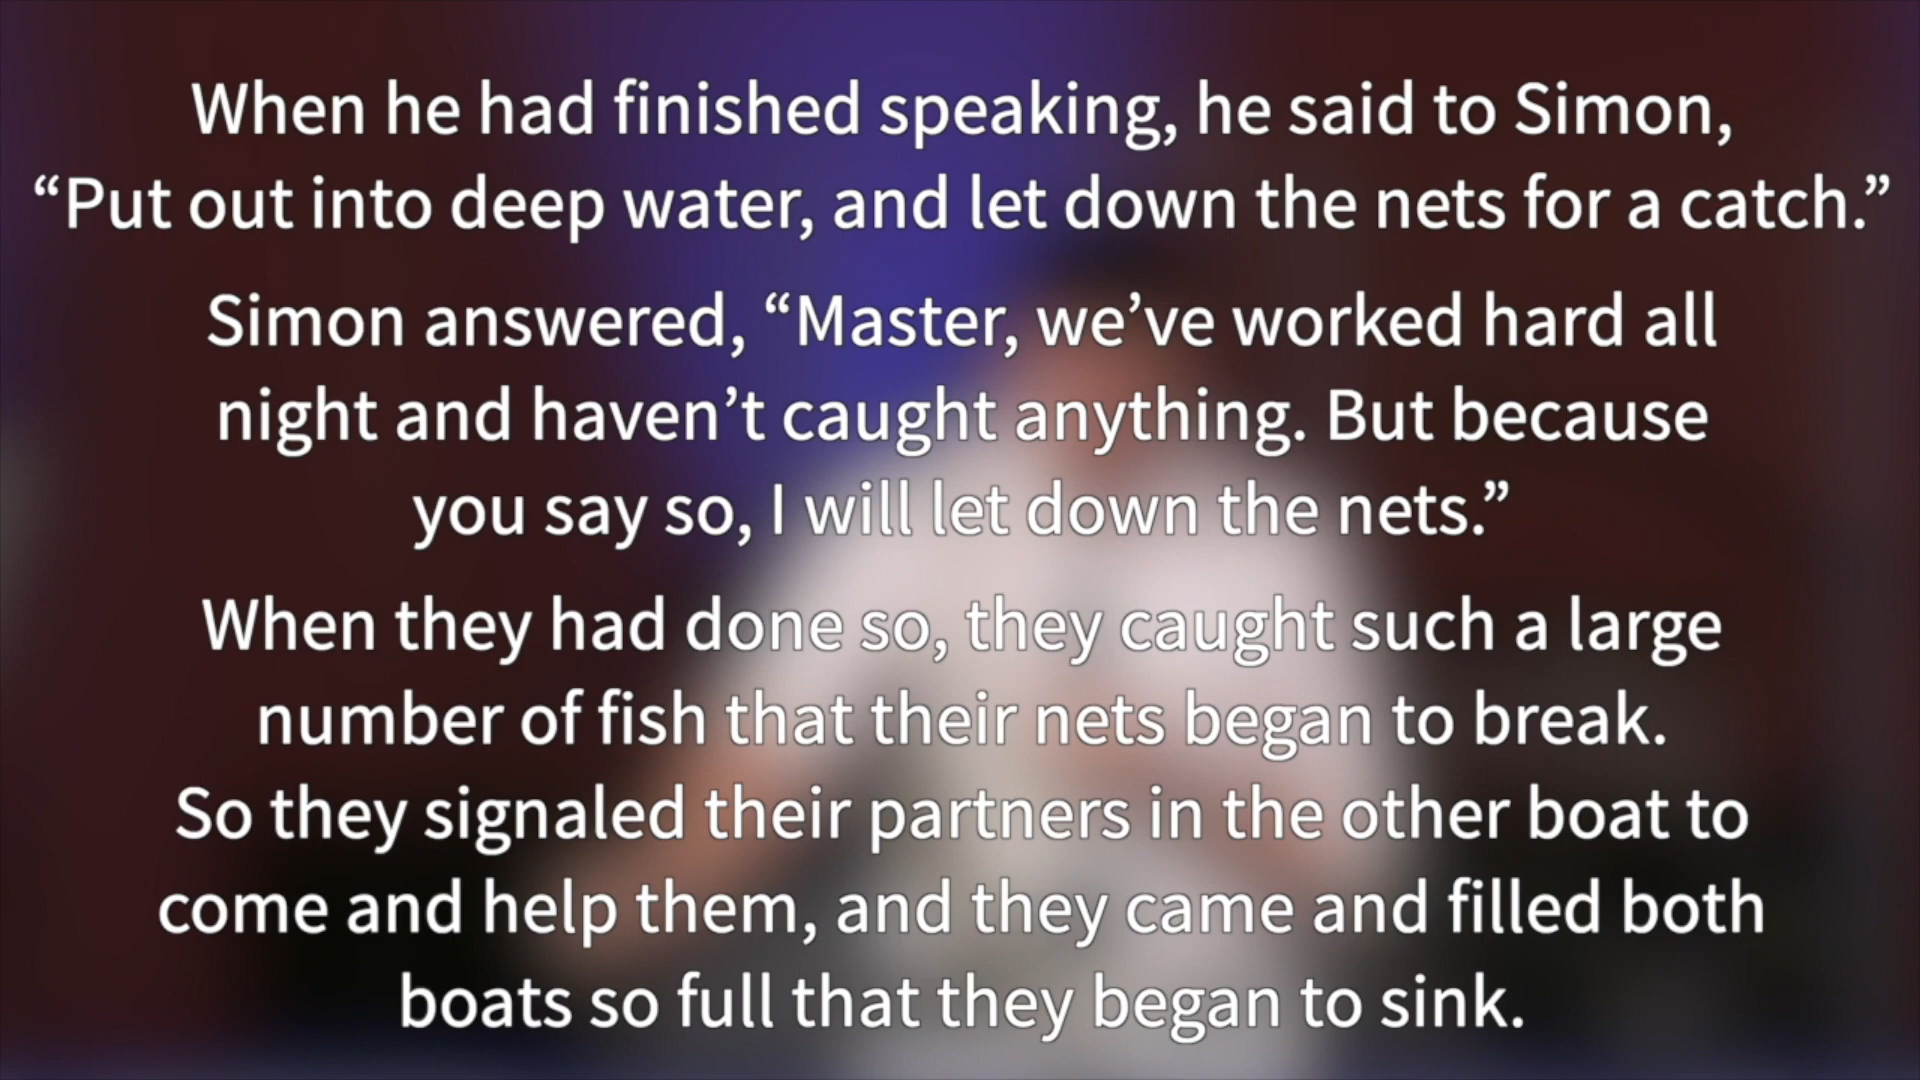 When he had finished speaking, he said to Simon,
“Put out into deep water, and let down the nets for a catch.”
Simon answered, “Master, we’ve worked hard all
night and haven’t caught anything. But because
you say so, I will let down the nets.”
When they had done so, they caught such a large
number of fish that their nets began to break.
So they signaled their partners in the other boat to
come and help them, and they came and filled both
boats so full that they began to sink.